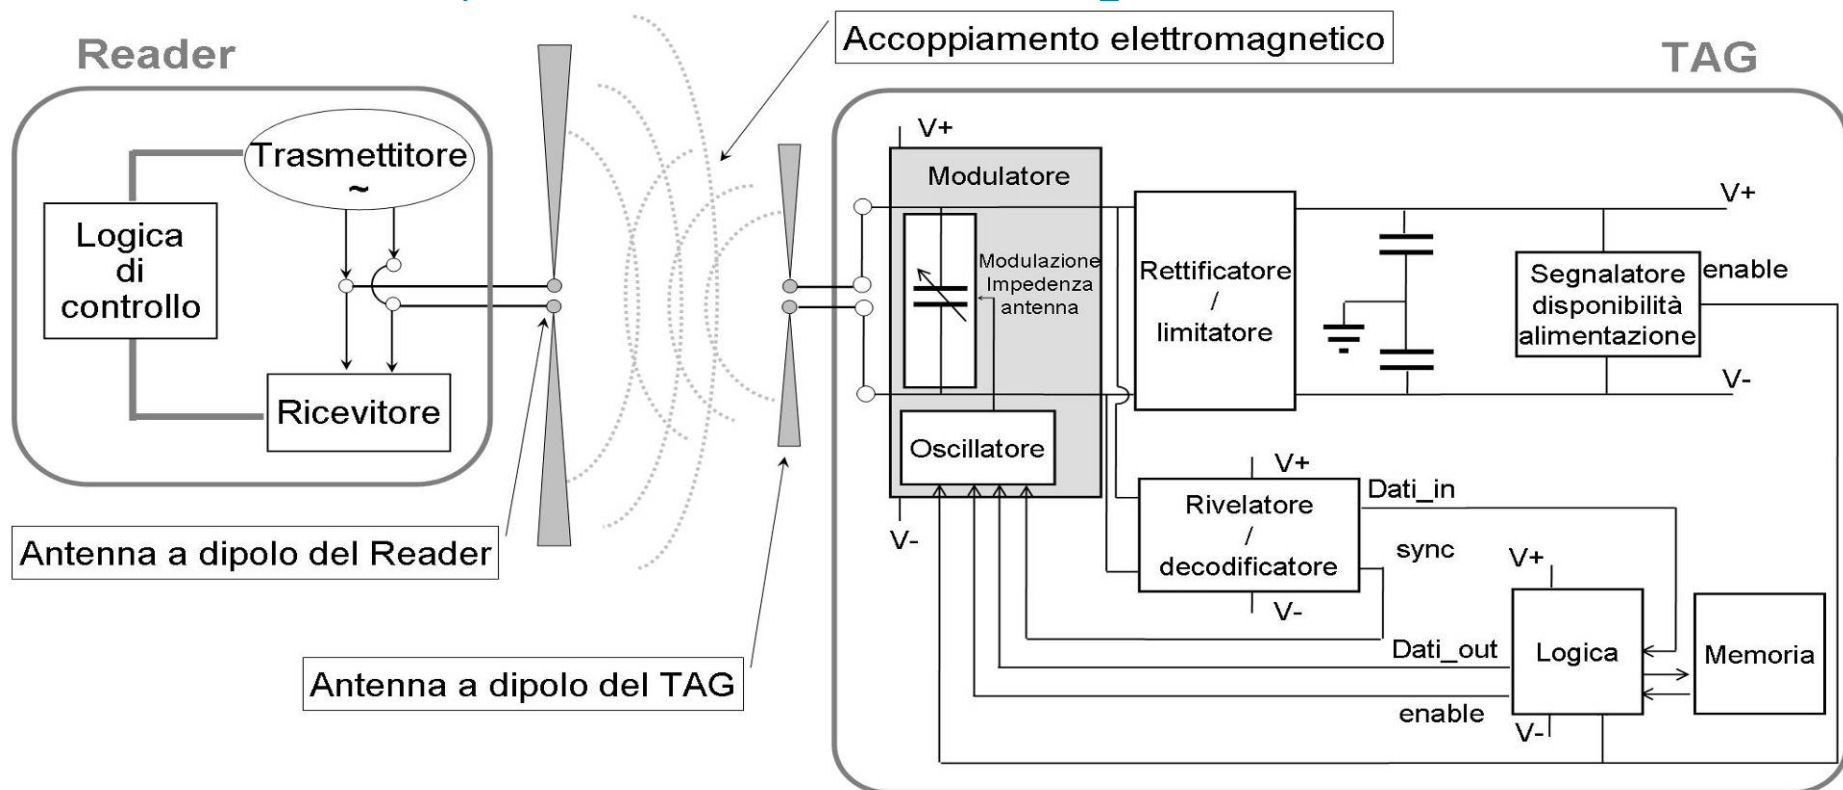 Reader
Accoppiamento elettromagnetico
TAG
Trasmettitore
~
Logica
di
controllo
Ricevitore
Antenna a dipolo del Reader
Antenna a dipolo del TAG
V+
Modulatore
Modulazione
Impedenza
antenna
Oscillatore
V-
Rettificatore
/
limitatore
V+
Segnalatore
disponibilità
alimentazione
enable
V-
V+
Rivelatore
/
decodificatore
V-
Dati_in
sync
V+
Dati_out
Logica
Memoria
enable
V-